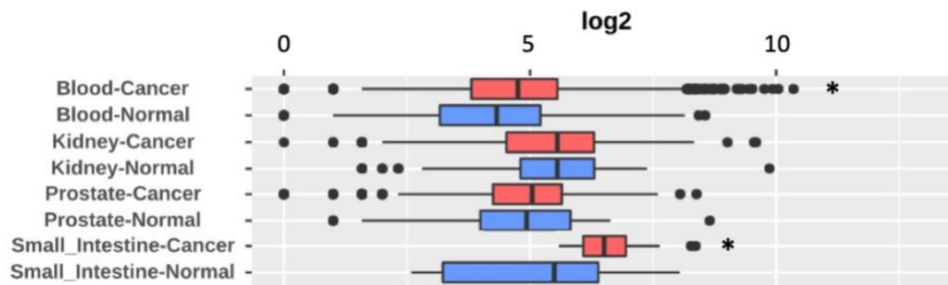 log2
0 5 10
Blood-Cancer *
Blood-Normal
Kidney-Cancer
Kidney-Normal
Prostate-Cancer
Prostate-Normal
Small_Intestine-Cancer *
Small_Intestine-Normal